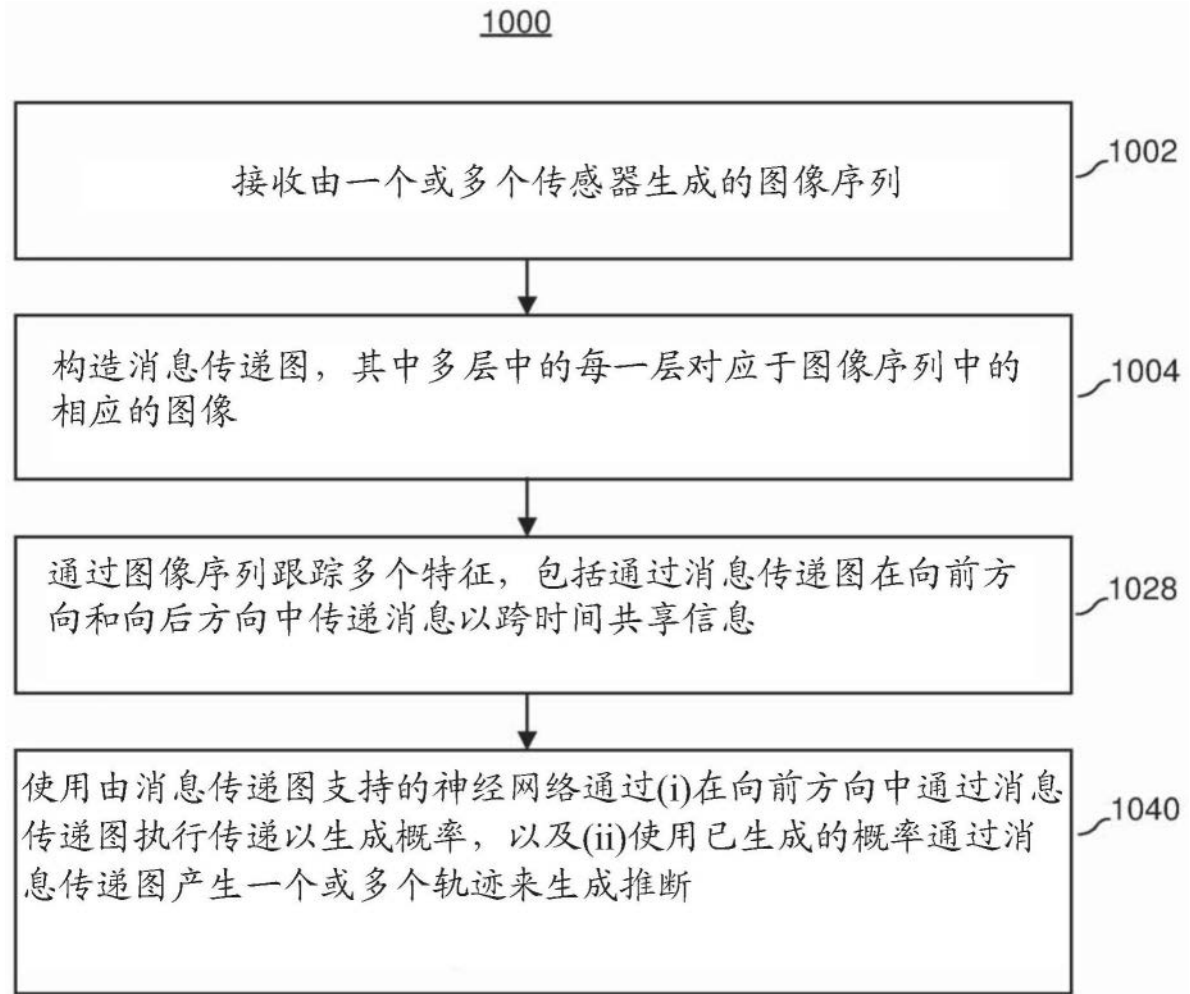 1000
接收由一个或多个传感器生成的图像序列
1002
构造消息传递图，其中多层中的每一层对应于图像序列中的
相应的图像
1004
通过图像序列跟踪多个特征，包括通过消息传递图在向前方
向和向后方向中传递消息以跨时间共享信息
1028
使用由消息传递图支持的神经网络通过(i)在向前方向中通过消息
传递图执行传递以生成概率，以及(ii)使用已生成的概率通过消
息传递图产生一个或多个轨迹来生成推断
1040